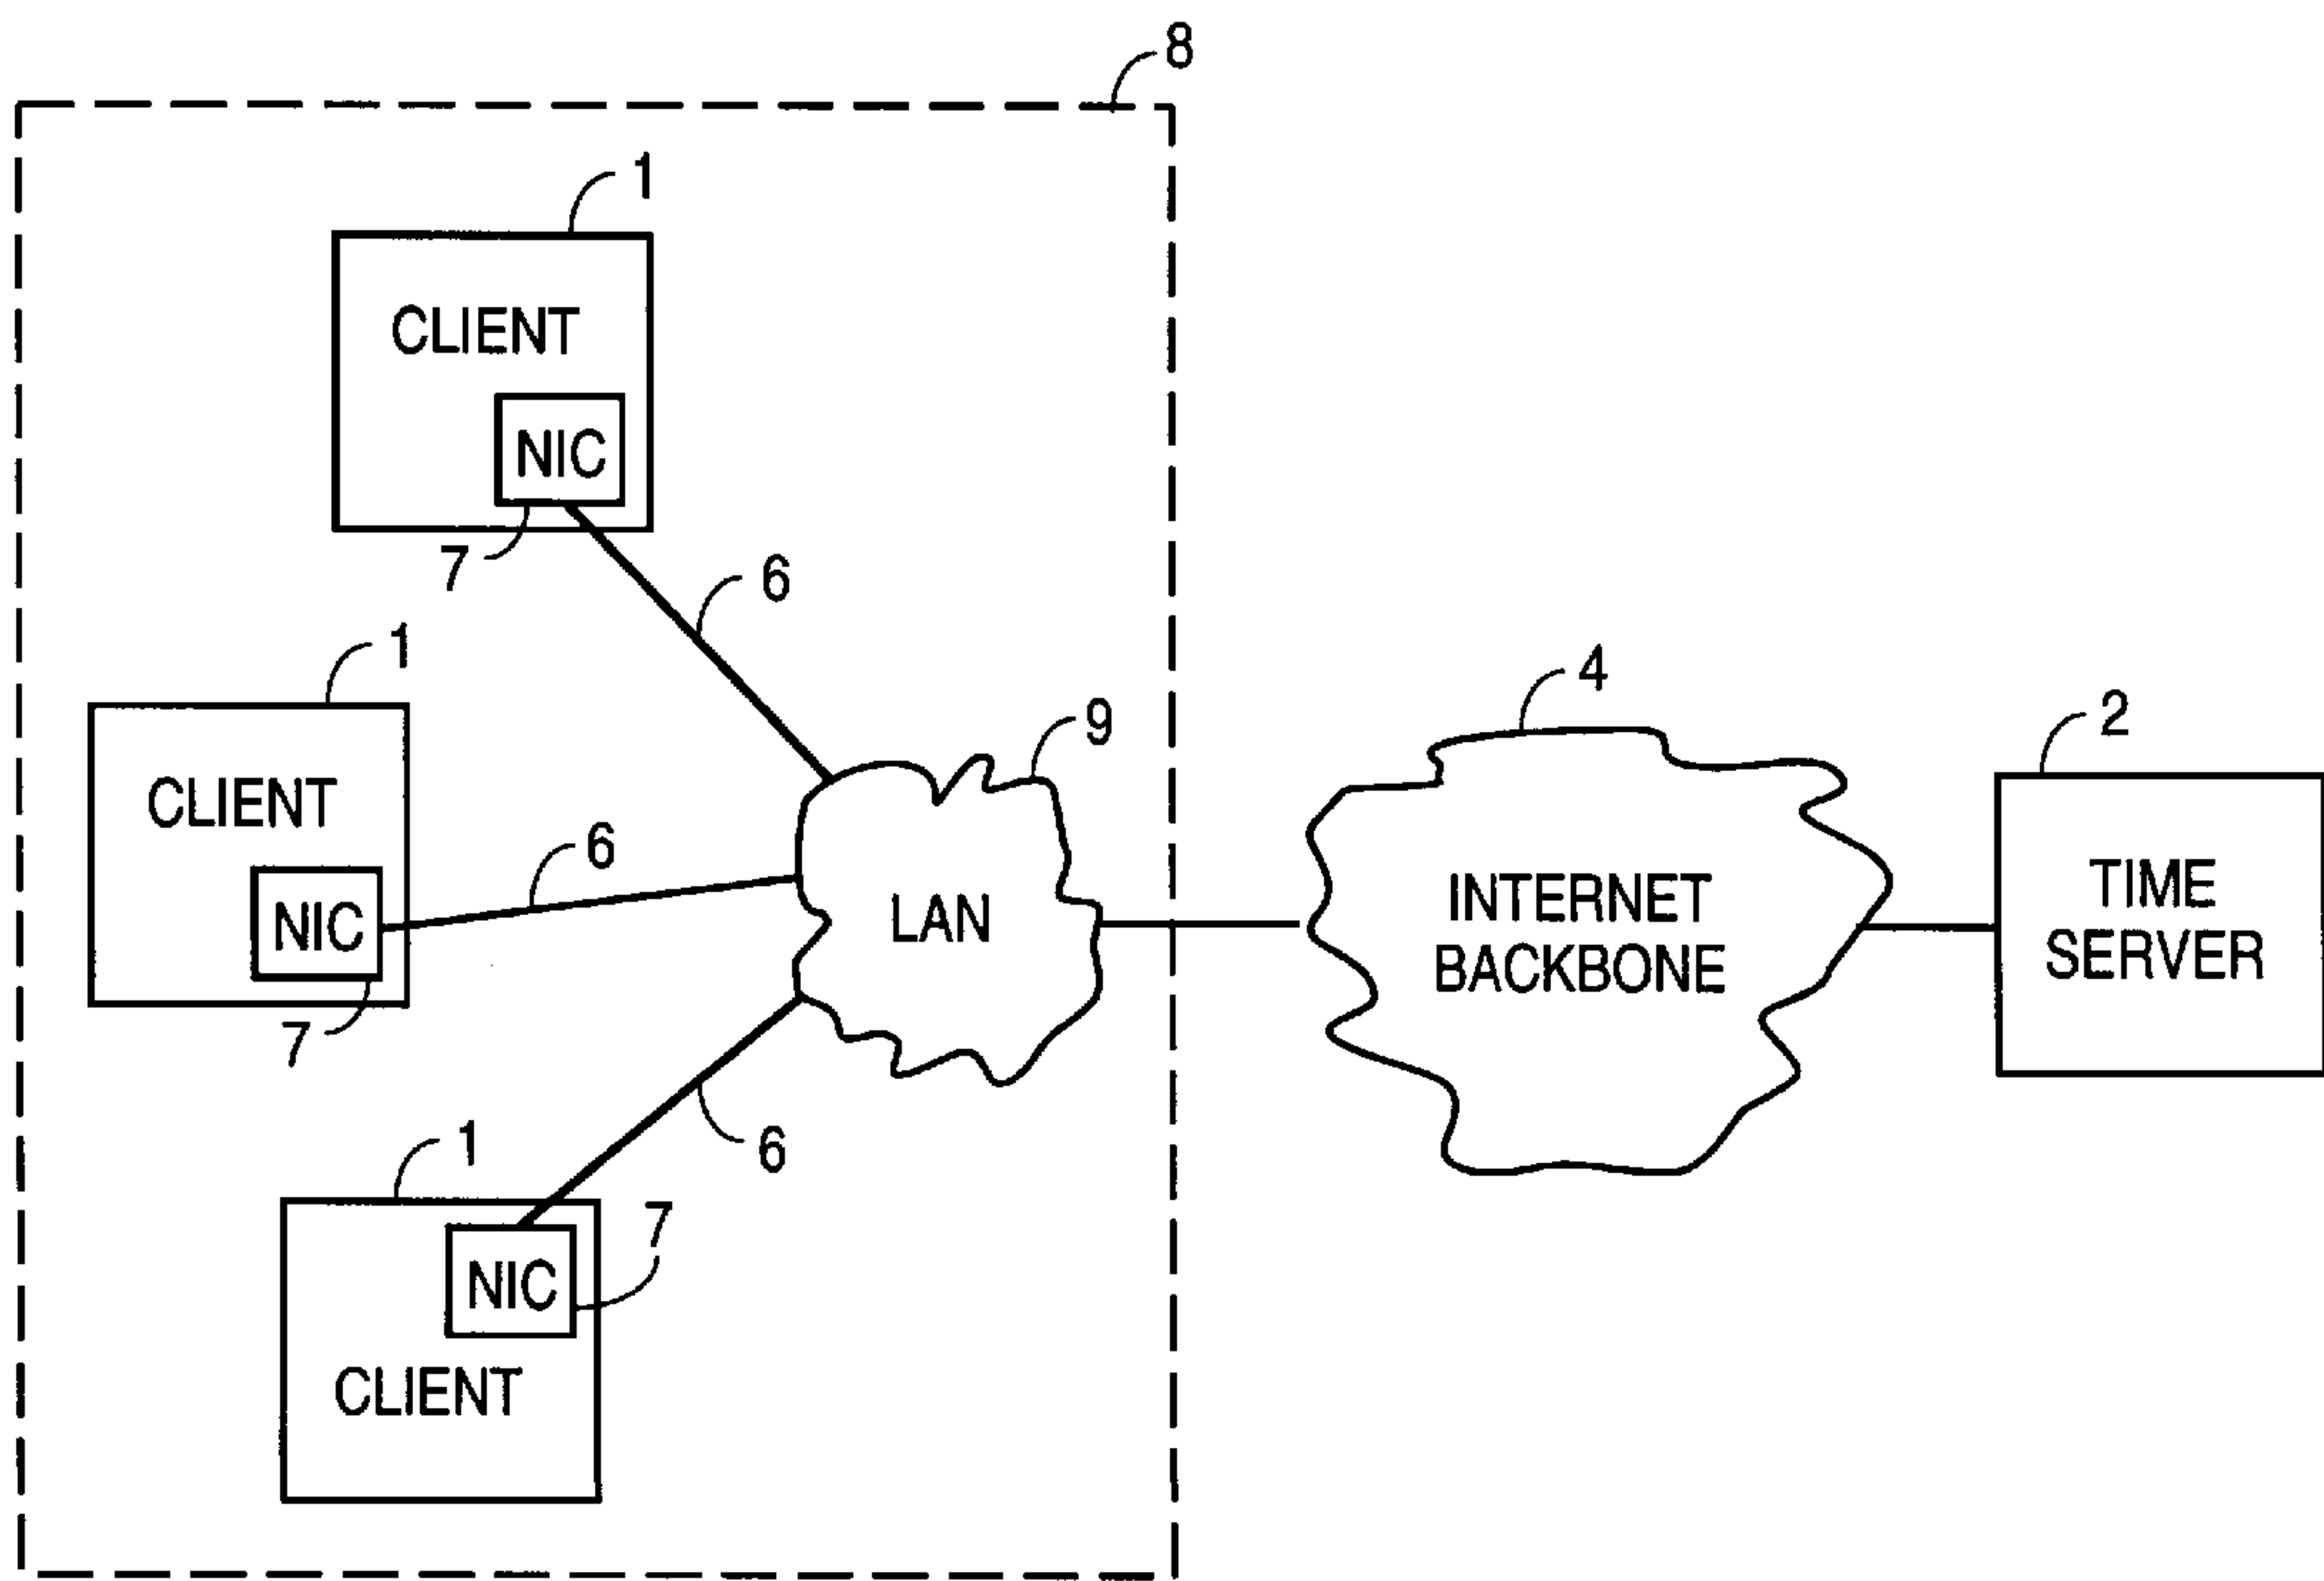 8
1
CLIENT
NIC
7
6
1
CLIENT
NIC
7
6
9
LAN
4
INTERNET
BACKBONE
2
TIME
SERVER
6
1
7
NIC
CLIENT